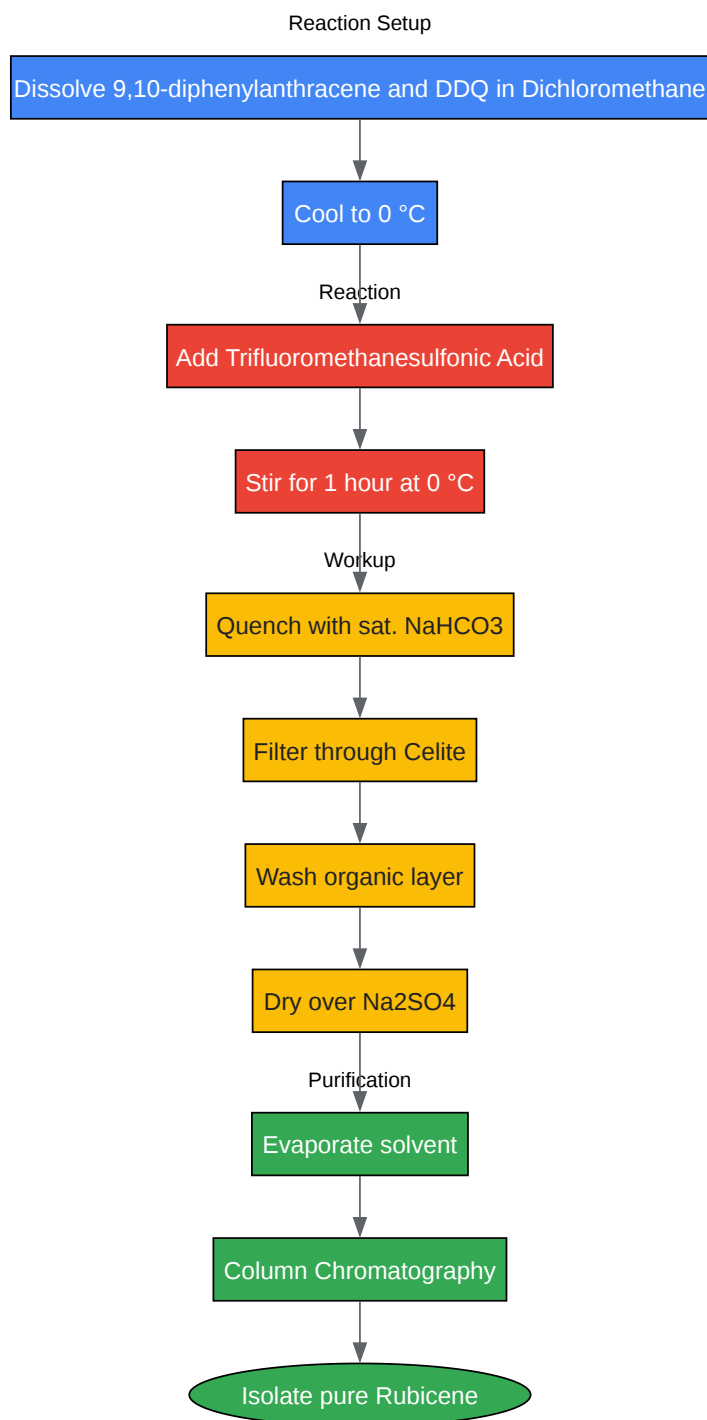 Reaction Setup
Dissolve 9,10-diphenylanthracene and DDQ in Dichloromethane
Cool to 0 °C
Reaction
Add Trifluoromethanesulfonic Acid
Stir for 1 hour at 0 °C
Workup
Quench with sat. NaHCO3
Filter through Celite
Wash organic layer
Dry over Na2SO4
Purification
Evaporate solvent
Column Chromatography
Isolate pure Rubicene